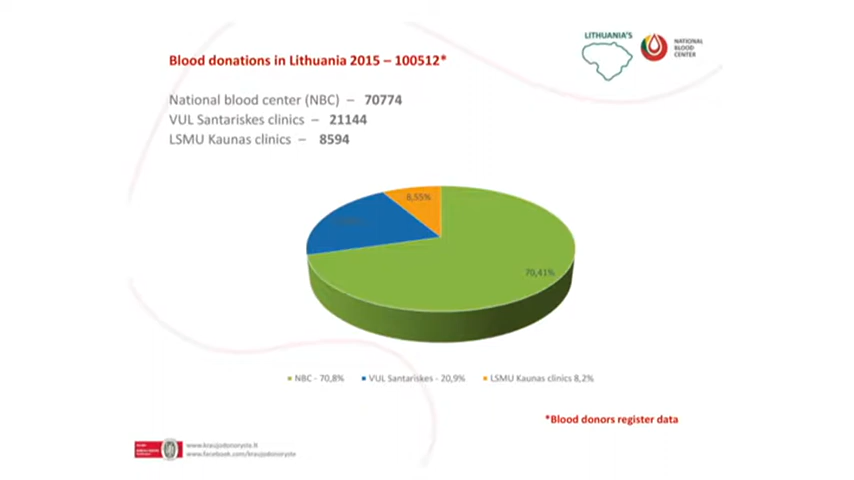 LITHUANIA'S
NATIONAL
BLOOD
CENTER
Blood donations in Lithuania 2015 – 100512*
National blood center (NBC) – 70774
VUL Santariskes clinics – 21144
LSMU Kaunas clinics – 8594
8,55%
70,41%
NBC - 70,8%
VUL Santariskes - 20,9%
LSMU Kaunas clinics 8,2%
*Blood donors register data
www.kraujodonoryste.lt
www.facebook.com/kraujodonoryste